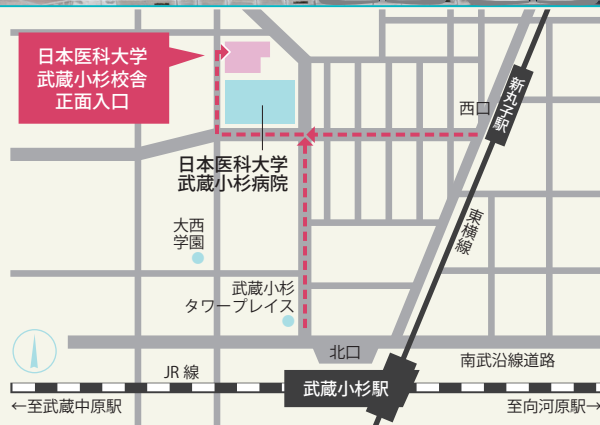 日本医科大学
武蔵小杉校舎
正面入口
西口
新丸子駅
日本医科大学
武蔵小杉病院
大西
学園
東横線
武蔵小杉
タワープレイス
北口
南武沿線道路
JR 線
武蔵小杉駅
←至武蔵中原駅
至向河原駅→